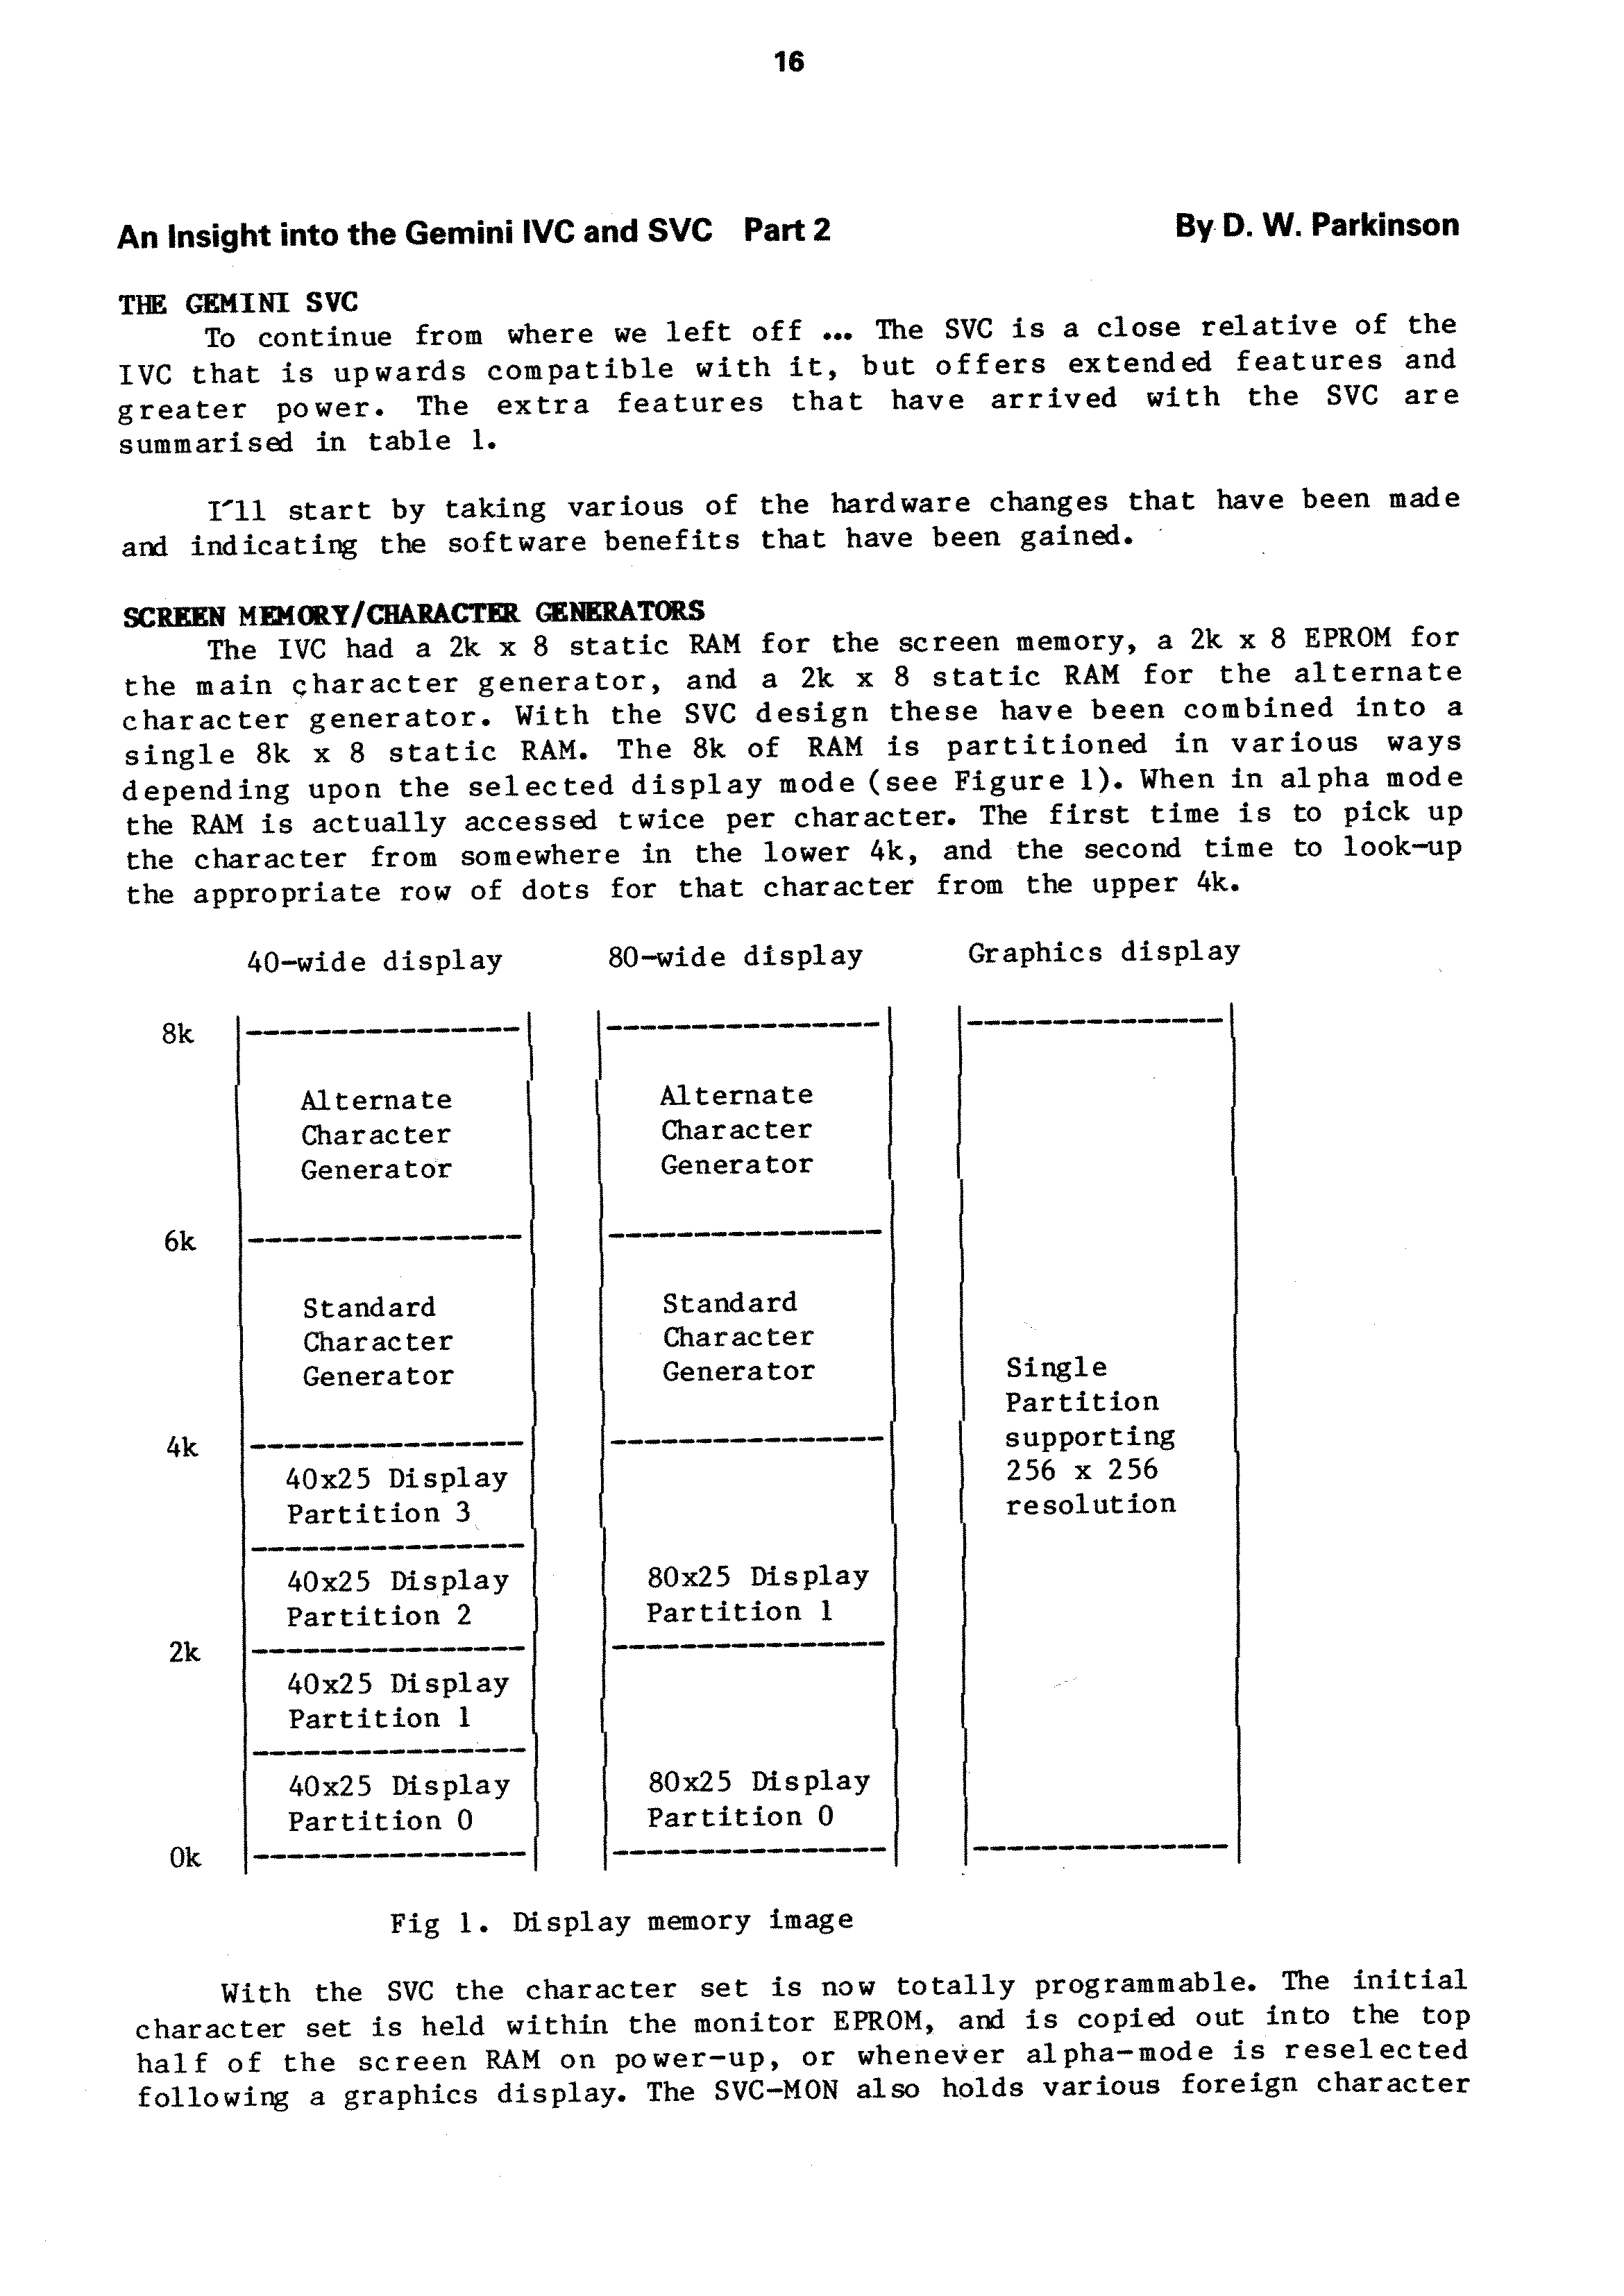 16
An Insight into the Gemini IVC and SVC Part 2 By D. W. Parkinson
THE GEMINI SVC
To continue from where we left off ... The SVC is a close relative of the
IVC that is upwards compatible with it, but offers extended features and
greater power. The extra features that have arrived with the SVC are
summarised in table 1.
I'll start by taking various of the hardware changes that have been made
and indicating the software benefits that have been gained.
SCREEN MEMORY/CHARACTER GENERATORS
The IVC had a 2k x 8 static RAM for the screen memory, a 2k x 8 EPROM for
the main character generator, and a 2k x 8 static RAM for the alternate
character generator. With the SVC design these have been combined into a
single 8k x 8 static RAM. The 8k of RAM is partitioned in various ways
depending upon the selected display mode (see Figure 1). When in alpha mode
the RAM is actually accessed twice per character. The first time is to pick up
the character from somewhere in the lower 4k, and the second time to look-up
the appropriate row of dots for that character from the upper 4k.
40-wide display 80-wide display Graphics display
8k
Alternate Alternate
Character Character
Generator Generator
6k
Standard Standard
Character Character
Generator Generator
Single
Partition
supporting
256 x 256
resolution
4k
40x25 Display
Partition 3
40x25 Display 80x25 Display
Partition 2 Partition 1
2k
40x25 Display
Partition 1
40x25 Display 80x25 Display
Partition 0 Partition 0
0k
Fig 1. Display memory image
With the SVC the character set is now totally programmable. The initial
character set is held within the monitor EPROM, and is copied out into the top
half of the screen RAM on power-up, or whenever alpha-mode is reselected
following a graphics display. The SVC-MON also holds various foreign character